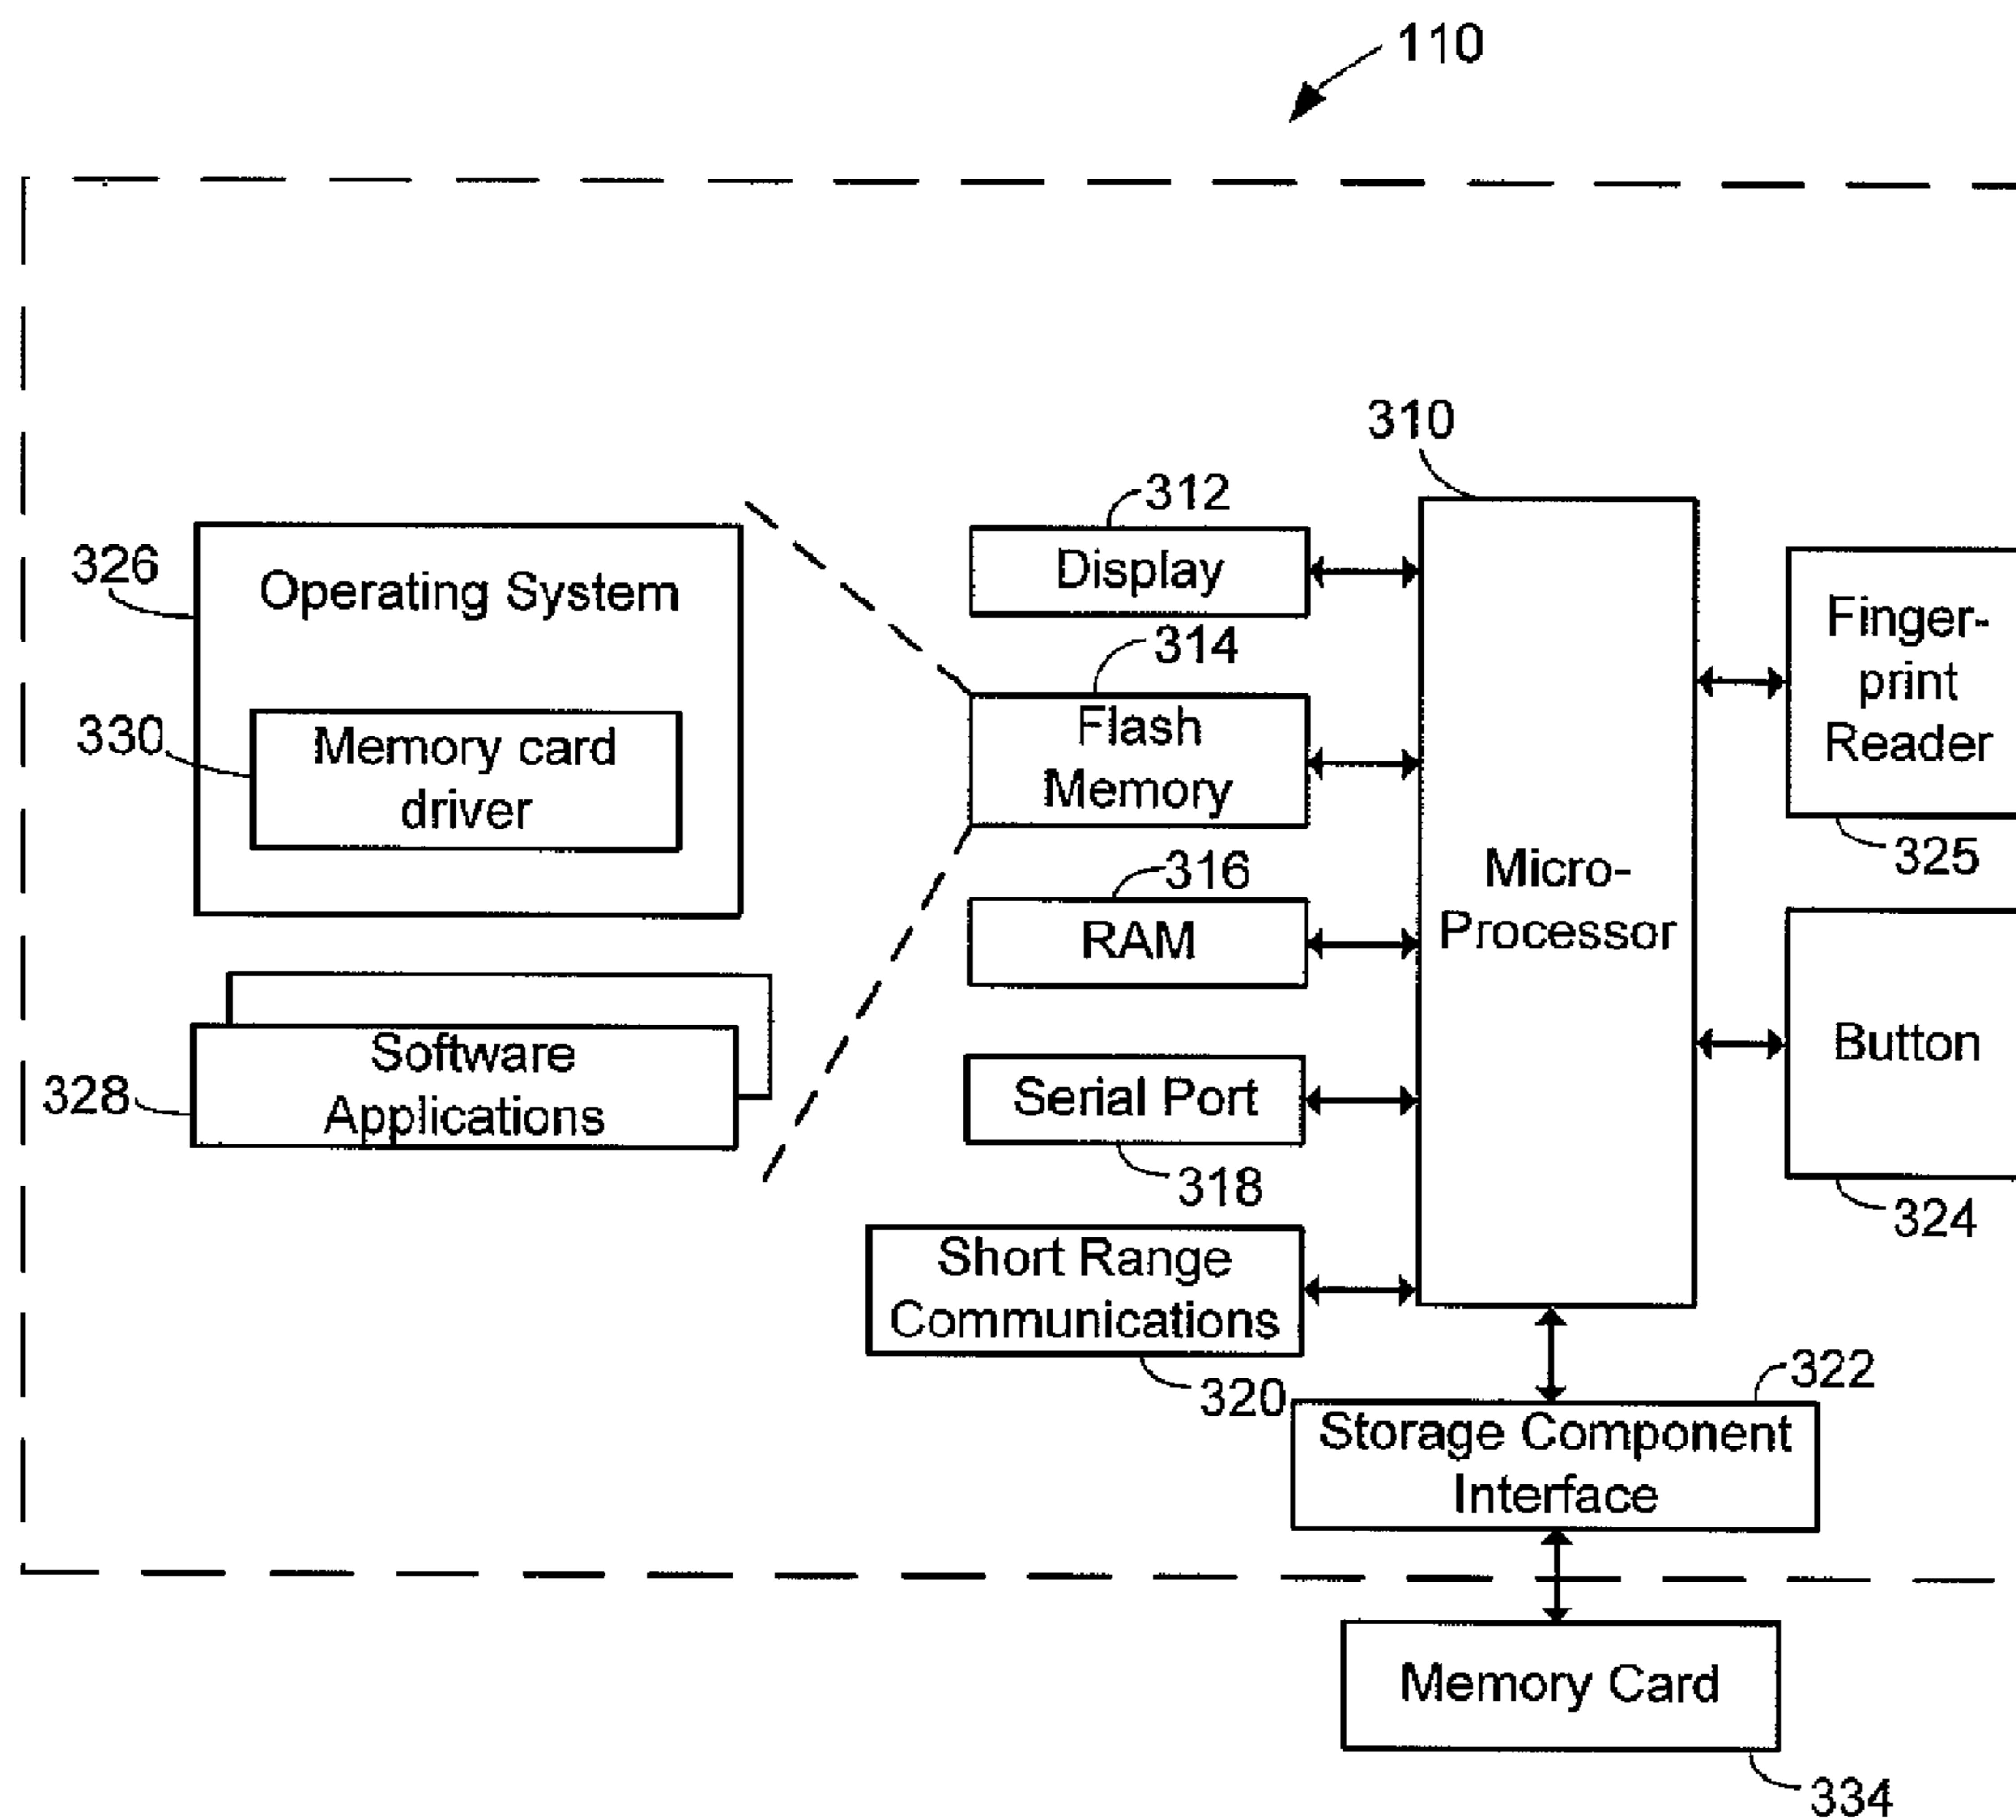 110
310
312
Display
326
Operating System
Finger-
print
Reader
314
330
Memory card
driver
Flash
Memory
325
316
RAM
Micro-
Processor
328
Software
Applications
Serial Port
318
Button
324
Short Range
Communications
320
322
Storage Component
Interface
Memory Card
334